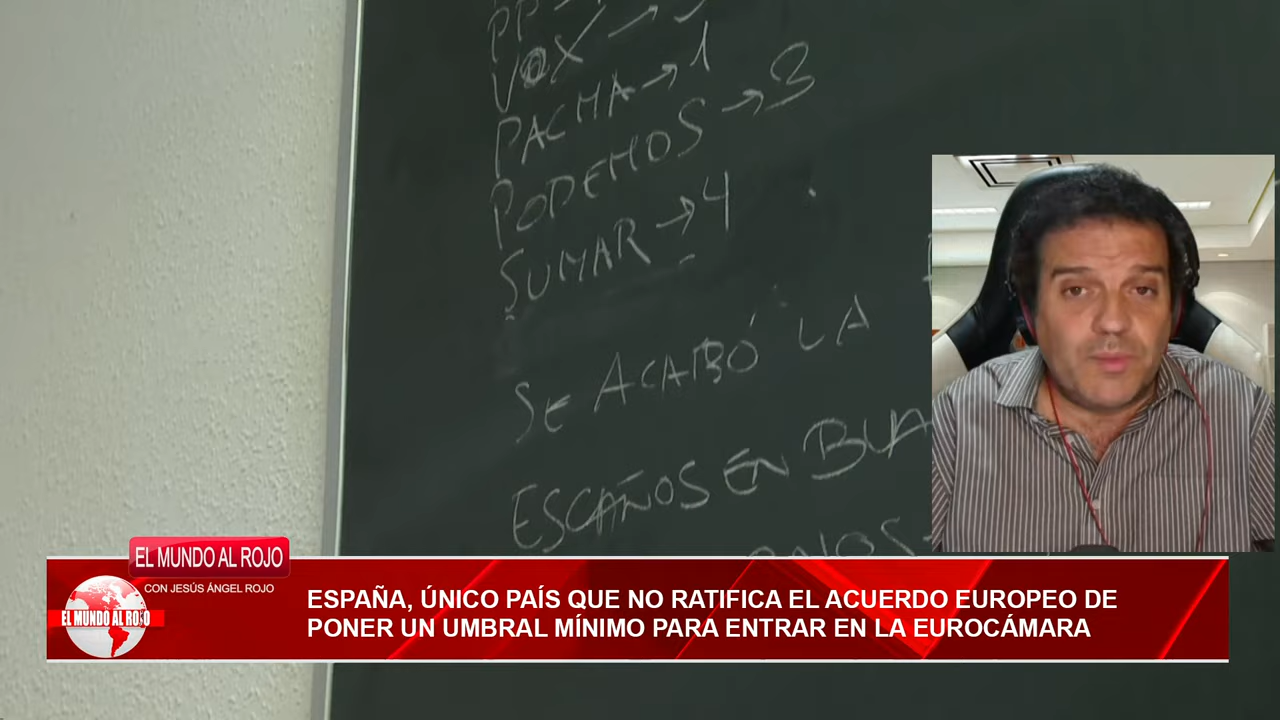 PP →
VOX →
PACMA → 1
PODEMOS → 3
SUMAR → 4
SE ACABÓ LA
ESCAÑOS EN
EL MUNDO AL ROJO
CON JESÚS ÁNGEL ROJO
EL MUNDO AL ROJO
ESPAÑA, ÚNICO PAÍS QUE NO RATIFICA EL ACUERDO EUROPEO DE
PONER UN UMBRAL MÍNIMO PARA ENTRAR EN LA EUROCÁMARA